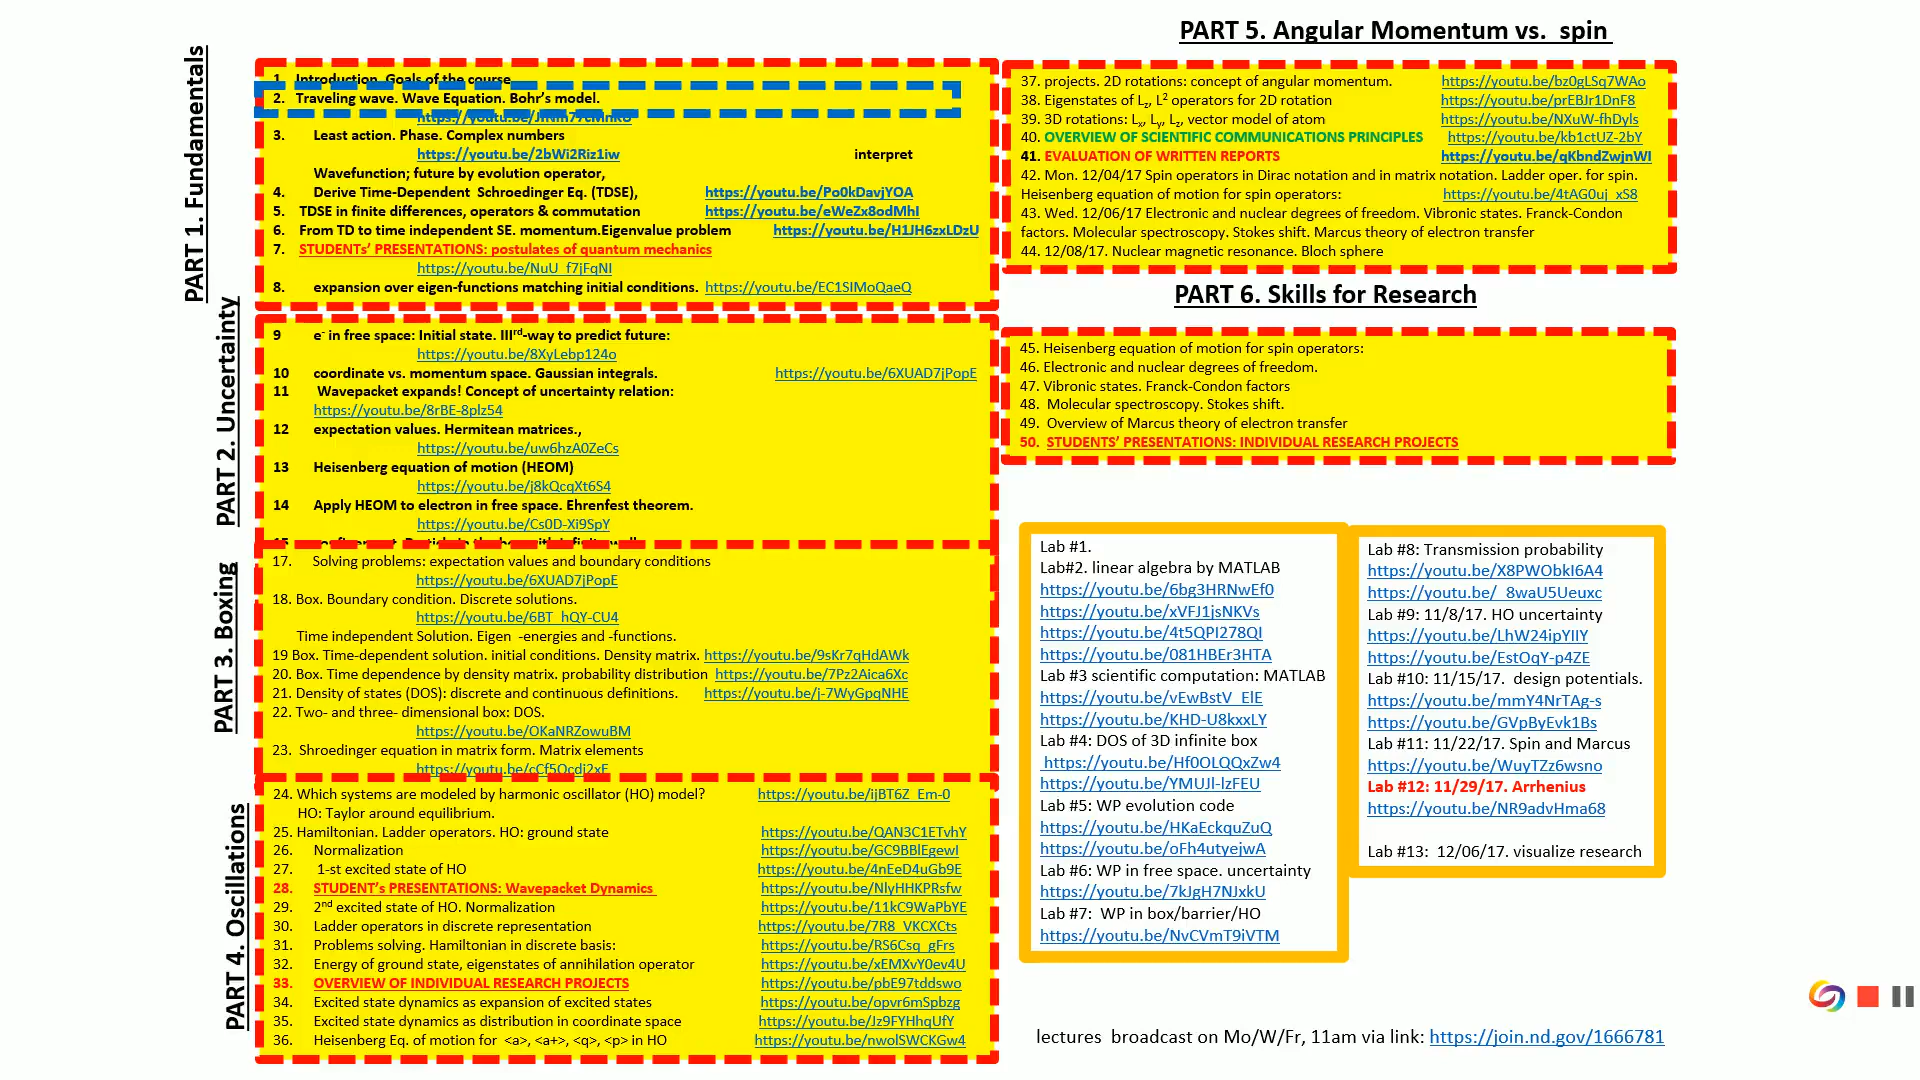 PART 1. Fundamentals
1. Introduction. Goals of the course
2. Traveling wave. Wave Equation. Bohr's model.
3. Least action. Phase. Complex numbers
https://youtu.be/2bWi2Riz1iw interpret
Wavefunction; future by evolution operator,
4. Derive Time-Dependent Schroedinger Eq. (TDSE), https://youtu.be/Po0kDavjYOA
5. TDSE in finite differences, operators & commutation https://youtu.be/eWeZx8odMhI
6. From TD to time independent SE. momentum.Eigenvalue problem https://youtu.be/H1JH6zxLDzU
7. STUDENTs' PRESENTATIONS: postulates of quantum mechanics
https://youtu.be/NuU_f7jFqNI
8. expansion over eigen-functions matching initial conditions. https://youtu.be/EC1SIMoQaeQ
PART 2. Uncertainty
9 e- in free space: Initial state. IIIrd-way to predict future:
https://youtu.be/8XyLebp124o
10 coordinate vs. momentum space. Gaussian integrals. https://youtu.be/6XUAD7jPopE
11 Wavepacket expands! Concept of uncertainty relation:
https://youtu.be/8rBE-8plz54
12 expectation values. Hermitean matrices.,
https://youtu.be/uw6hzA0ZeCs
13 Heisenberg equation of motion (HEOM)
https://youtu.be/j8kQcqXt6S4
14 Apply HEOM to electron in free space. Ehrenfest theorem.
https://youtu.be/Cs0D-Xi9SpY
PART 3. Boxing
17. Solving problems: expectation values and boundary conditions
https://youtu.be/6XUAD7jPopE
18. Box. Boundary condition. Discrete solutions.
https://youtu.be/6BT_hQY-CU4
Time independent Solution. Eigen -energies and -functions.
19 Box. Time-dependent solution. initial conditions. Density matrix. https://youtu.be/9sKr7qHdAWk
20. Box. Time dependence by density matrix. probability distribution https://youtu.be/7Pz2Aica6Xc
21. Density of states (DOS): discrete and continuous definitions. https://youtu.be/j-7WyGpqNHE
22. Two- and three- dimensional box: DOS.
https://youtu.be/OKaNRZowuBM
23. Shroedinger equation in matrix form. Matrix elements
https://youtu.be/cCf5Ocdj2xE
PART 4. Oscillations
24. Which systems are modeled by harmonic oscillator (HO) model? https://youtu.be/ijBT6Z_Em-0
HO: Taylor around equilibrium.
25. Hamiltonian. Ladder operators. HO: ground state https://youtu.be/QAN3C1ETvhY
26. Normalization https://youtu.be/GC9BBlEgewI
27. 1-st excited state of HO https://youtu.be/4nEeD4uGb9E
28. STUDENT's PRESENTATIONS: Wavepacket Dynamics https://youtu.be/NlyHHKPRsfw
29. 2nd excited state of HO. Normalization https://youtu.be/11kC9WaPbYE
30. Ladder operators in discrete representation https://youtu.be/7R8_VKCXCts
31. Problems solving. Hamiltonian in discrete basis: https://youtu.be/RS6Csq_gFrs
32. Energy of ground state, eigenstates of annihilation operator https://youtu.be/xEMXvY0ev4U
33. OVERVIEW OF INDIVIDUAL RESEARCH PROJECTS https://youtu.be/pbE97tddswo
34. Excited state dynamics as expansion of excited states https://youtu.be/opvr6mSpbzg
35. Excited state dynamics as distribution in coordinate space https://youtu.be/Jz9FYHhqUfY
36. Heisenberg Eq. of motion for <a>, <a+>, <q>, <p> in HO https://youtu.be/nwolSWCKGw4
PART 5. Angular Momentum vs. spin
37. projects. 2D rotations: concept of angular momentum. https://youtu.be/bz0gLSq7WAo
38. Eigenstates of Lz, L2 operators for 2D rotation https://youtu.be/prEBJr1DnF8
39. 3D rotations: Lx, Ly, Lz, vector model of atom https://youtu.be/NXuW-fhDyls
40. OVERVIEW OF SCIENTIFIC COMMUNICATIONS PRINCIPLES https://youtu.be/kb1ctUZ-2bY
41. EVALUATION OF WRITTEN REPORTS https://youtu.be/qKbndZwjnWI
42. Mon. 12/04/17 Spin operators in Dirac notation and in matrix notation. Ladder oper. for spin.
Heisenberg equation of motion for spin operators: https://youtu.be/4tAG0uj_xS8
43. Wed. 12/06/17 Electronic and nuclear degrees of freedom. Vibronic states. Franck-Condon
factors. Molecular spectroscopy. Stokes shift. Marcus theory of electron transfer
44. 12/08/17. Nuclear magnetic resonance. Bloch sphere
PART 6. Skills for Research
45. Heisenberg equation of motion for spin operators:
46. Electronic and nuclear degrees of freedom.
47. Vibronic states. Franck-Condon factors
48. Molecular spectroscopy. Stokes shift.
49. Overview of Marcus theory of electron transfer
50. STUDENTS' PRESENTATIONS: INDIVIDUAL RESEARCH PROJECTS
Lab #1.
Lab#2. linear algebra by MATLAB
https://youtu.be/6bg3HRNwEf0
https://youtu.be/xVFJ1jsNKVs
https://youtu.be/4t5QPI278QI
https://youtu.be/081HBEr3HTA
Lab #3 scientific computation: MATLAB
https://youtu.be/vEwBstV_ElE
https://youtu.be/KHD-U8kxxLY
Lab #4: DOS of 3D infinite box
https://youtu.be/Hf0OLQQxZw4
https://youtu.be/YMUJl-lzFEU
Lab #5: WP evolution code
https://youtu.be/HKaEckquZuQ
https://youtu.be/oFh4utyejwA
Lab #6: WP in free space. uncertainty
https://youtu.be/7kJgH7NJxkU
Lab #7: WP in box/barrier/HO
https://youtu.be/NvCVmT9iVTM
Lab #8: Transmission probability
https://youtu.be/X8PWObkI6A4
https://youtu.be/_8waU5Ueuxc
Lab #9: 11/8/17. HO uncertainty
https://youtu.be/LhW24ipYIIY
https://youtu.be/EstOqY-p4ZE
Lab #10: 11/15/17. design potentials.
https://youtu.be/mmY4NrTAg-s
https://youtu.be/GVpByEvk1Bs
Lab #11: 11/22/17. Spin and Marcus
https://youtu.be/WuyTZz6wsno
Lab #12: 11/29/17. Arrhenius
https://youtu.be/NR9advHma68
Lab #13: 12/06/17. visualize research
lectures broadcast on Mo/W/Fr, 11am via link: https://join.nd.gov/1666781